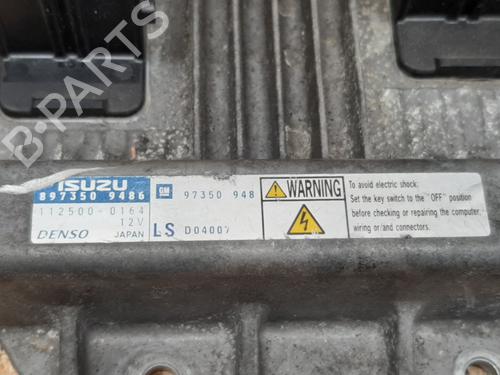 B-PARTS
ISUZU
897350 9486
GM 97350 948
112500-0164
12V
DENSO JAPAN
LS D04007
WARNING
To avoid electric shock:
Set the key switch to the "OFF" position
before checking or repairing the computer,
wiring or/and connectors.